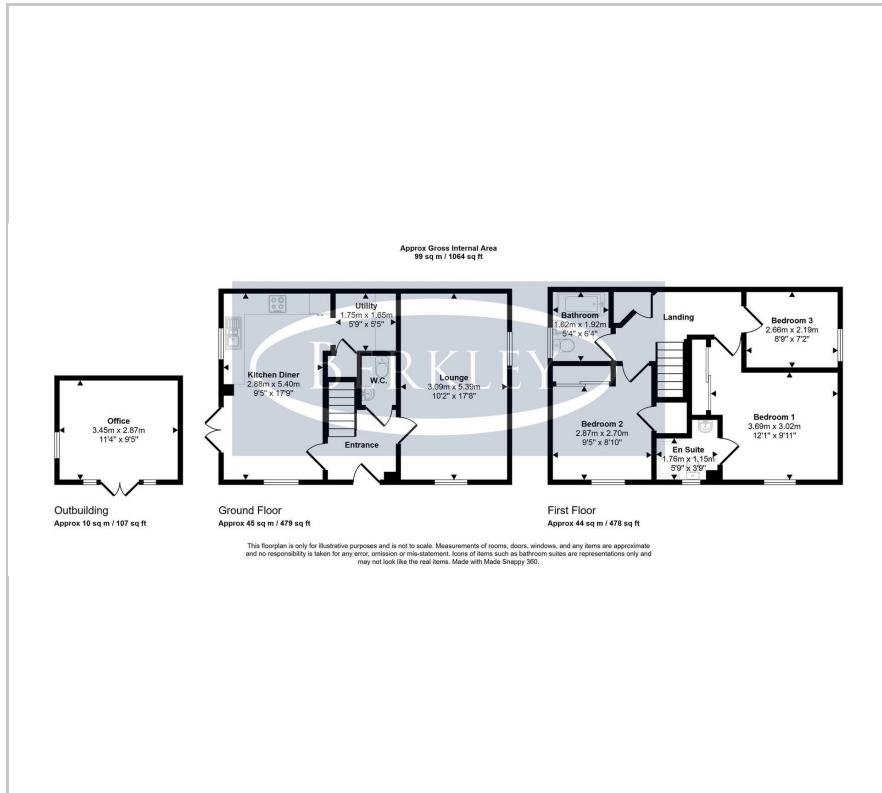 Approx Gross Internal Area
99 sq m / 1064 sq ft
Utility
1.75m x 1.65m
5'9" x 5'5"
Kitchen Diner
2.88m x 5.40m
9'5" x 17'9"
W.C.
Lounge
3.09m x 5.39m
10'2" x 17'8"
Entrance
BERKLEY
Office
3.45m x 2.87m
11'4" x 9'5"
Bathroom
1.62m x 1.92m
5'4" x 6'4"
Landing
Bedroom 3
2.66m x 2.19m
8'9" x 7'2"
Bedroom 2
2.87m x 2.70m
9'5" x 8'10"
En Suite
1.76m x 1.15m
5'9" x 3'9"
Bedroom 1
3.69m x 3.02m
12'1" x 9'11"
Outbuilding
Approx 10 sq m / 107 sq ft
Ground Floor
Approx 45 sq m / 479 sq ft
First Floor
Approx 44 sq m / 478 sq ft
This floorplan is only for illustrative purposes and is not to scale. Measurements of rooms, doors, windows, and any items are approximate
and no responsibility is taken for any error, omission or mis-statement. Icons of items such as bathroom suites are representations only and
may not look like the real items. Made with Made Snappy 360.